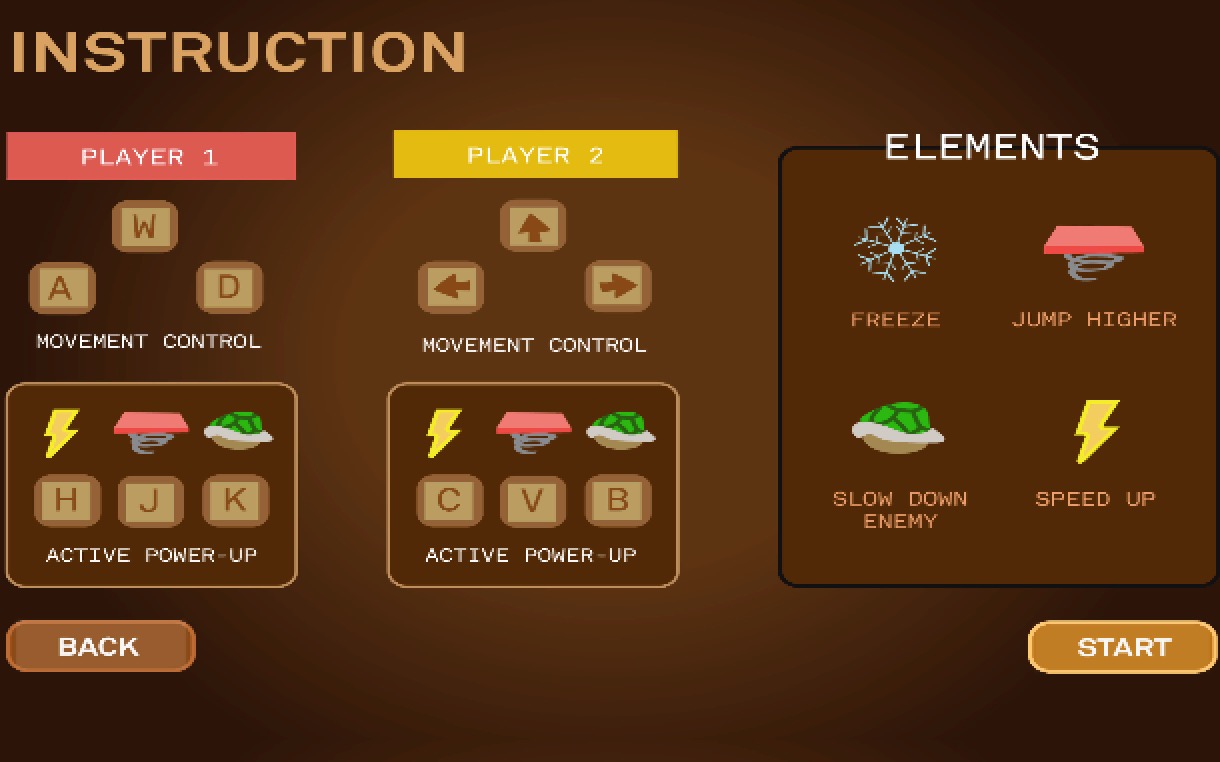 INSTRUCTION
PLAYER 1
W
A D
MOVEMENT CONTROL
H J K
ACTIVE POWER-UP
PLAYER 2
MOVEMENT CONTROL
C V B
ACTIVE POWER-UP
ELEMENTS
FREEZE
JUMP HIGHER
SLOW DOWN
ENEMY
SPEED UP
BACK
START